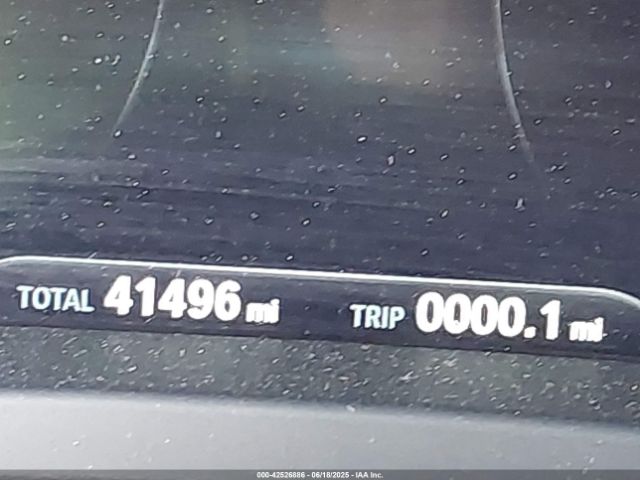 TOTAL 41496 mi TRIP 0000.1 mi
000-42526886 - 06/18/2025 - IAA Inc.